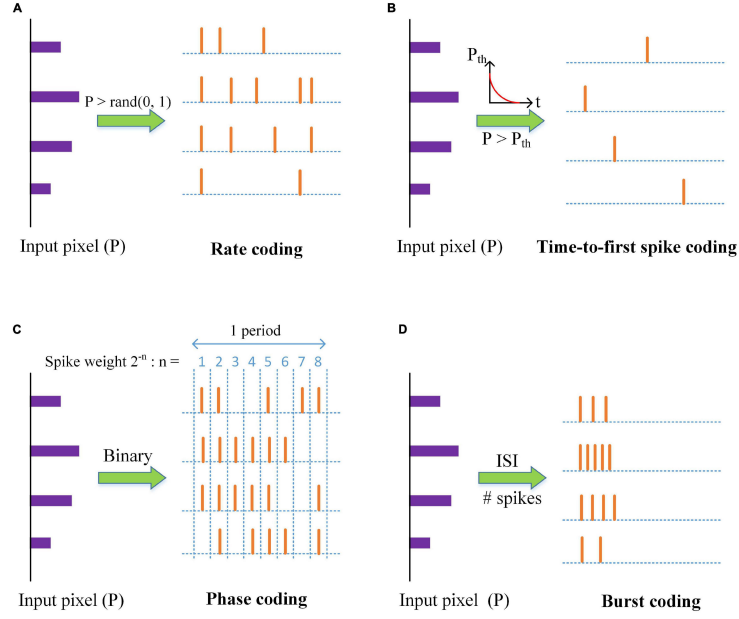 A
P > rand(0, 1)
Input pixel (P)
Rate coding
B
Pth
t
P > Pth
Input pixel (P)
Time-to-first spike coding
C
1 period
Spike weight 2-n : n = 1 2 3 4 5 6 7 8
Binary
Input pixel (P)
Phase coding
D
ISI
# spikes
Input pixel (P)
Burst coding